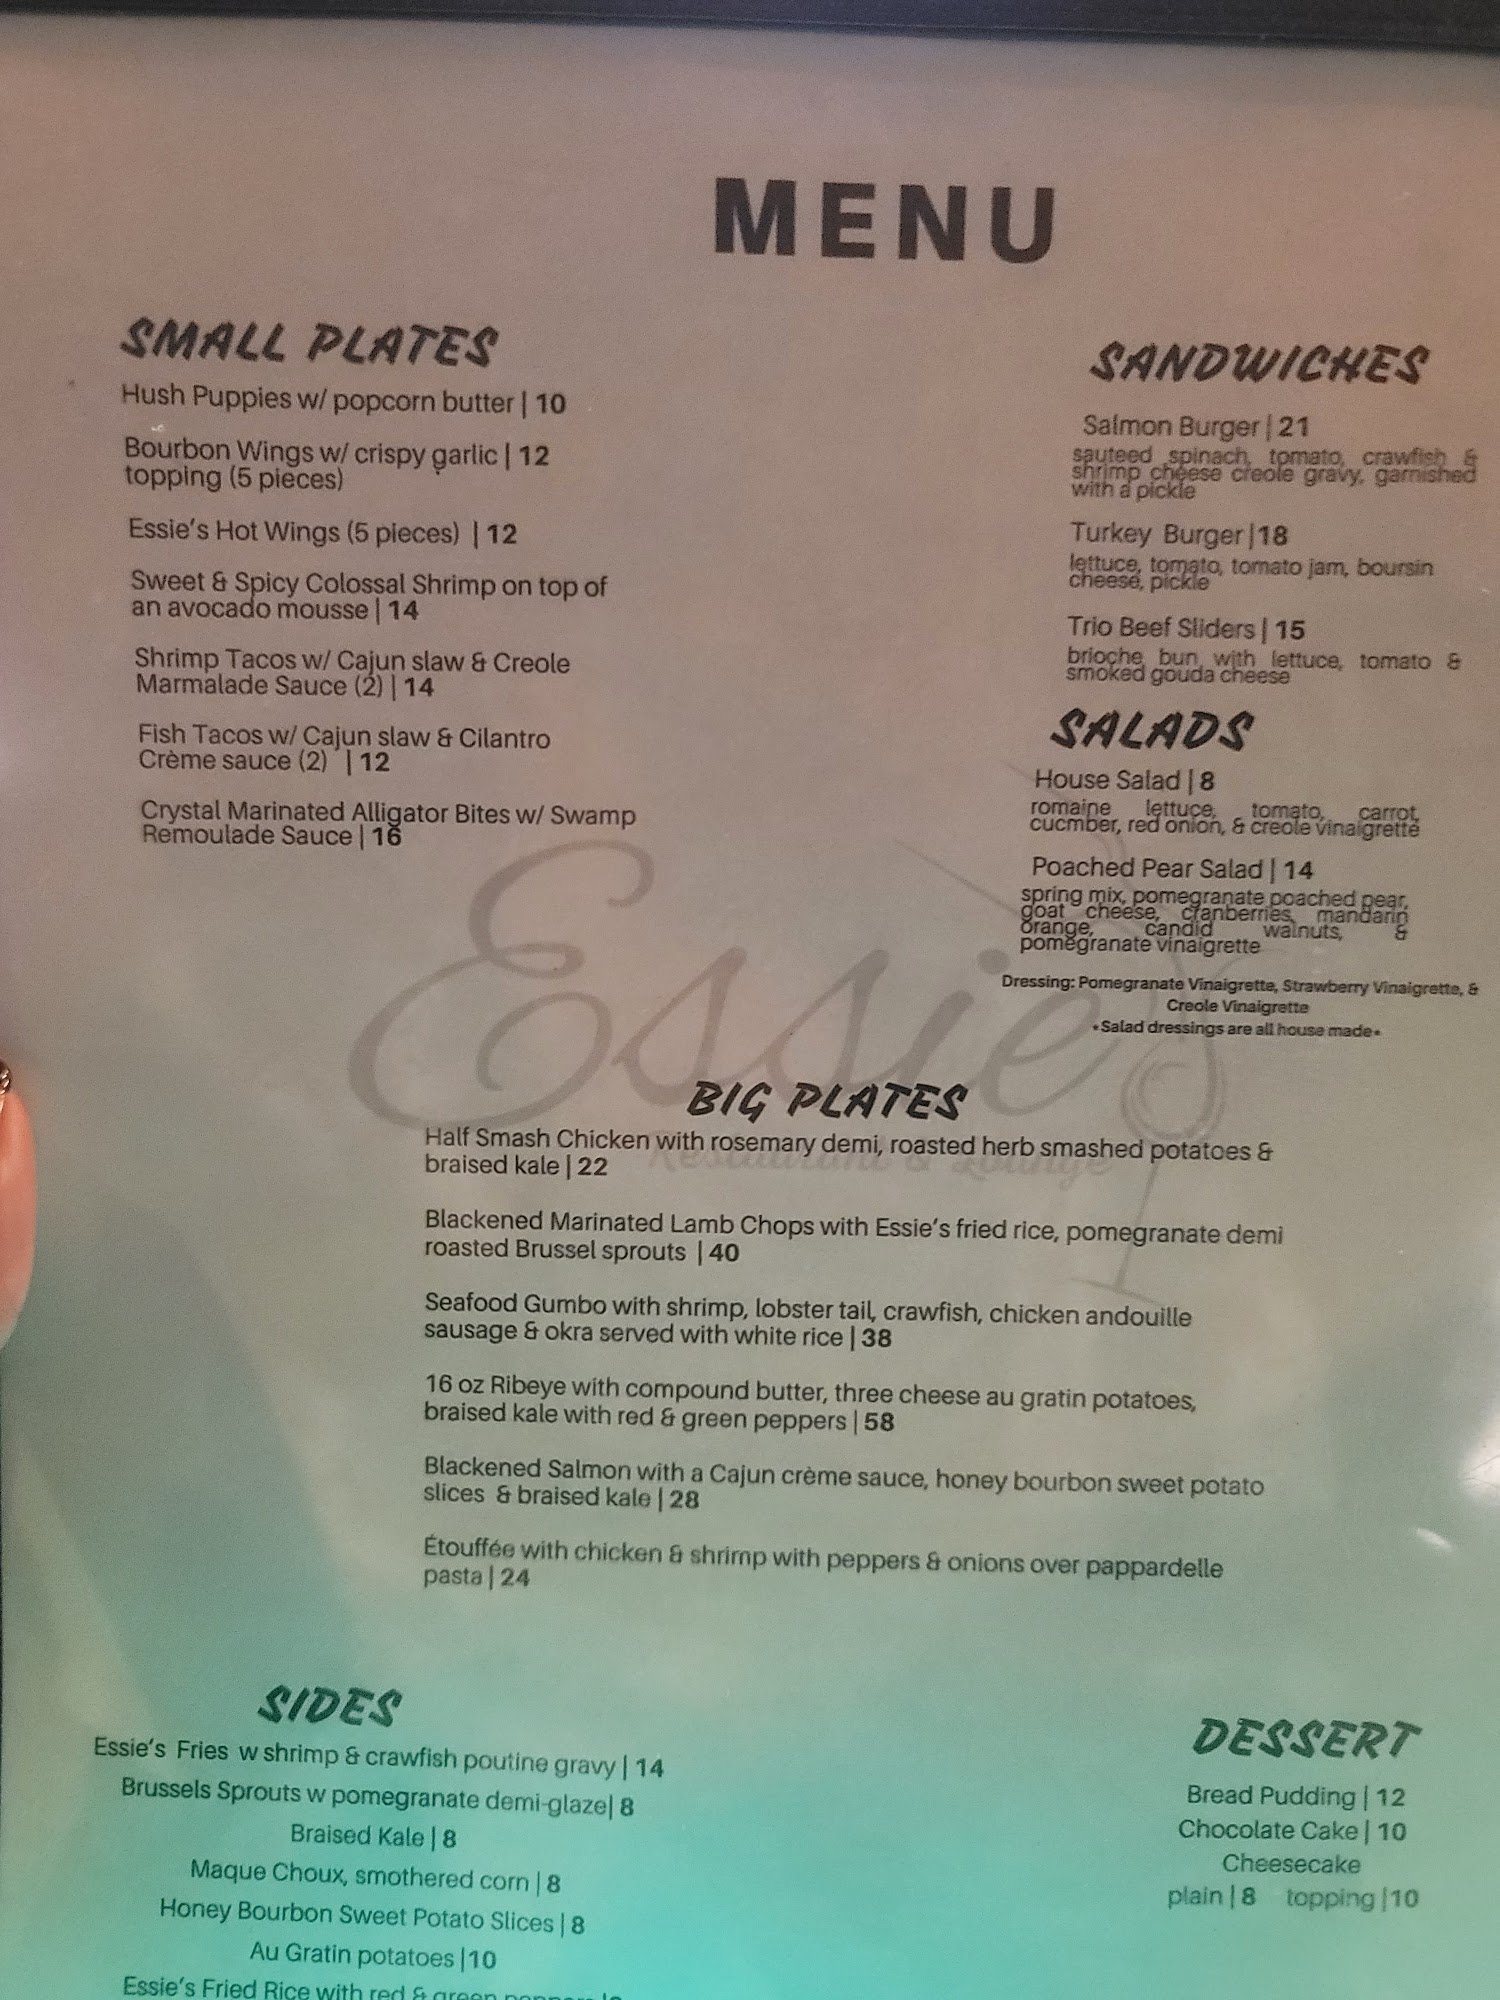 MENU
SMALL PLATES
Hush Puppies w/ popcorn butter | 10
Bourbon Wings w/ crispy garlic | 12
topping (5 pieces)
Essie's Hot Wings (5 pieces) | 12
Sweet & Spicy Colossal Shrimp on top of
an avocado mousse | 14
Shrimp Tacos w/ Cajun slaw & Creole
Marmalade Sauce (2) | 14
Fish Tacos w/ Cajun slaw & Cilantro
Crème sauce (2) | 12
Crystal Marinated Alligator Bites w/ Swamp
Remoulade Sauce | 16
SANDWICHES
Salmon Burger | 21
sauteed spinach, tomato, crawfish &
shrimp cheese creole gravy, garnished
with a pickle
Turkey Burger | 18
lettuce, tomato, tomato jam, boursin
cheese, pickle
Trio Beef Sliders | 15
brioche bun with lettuce, tomato &
smoked gouda cheese
SALADS
House Salad | 8
romaine lettuce, tomato, carrot,
cucmber, red onion, & creole vinaigrette
Poached Pear Salad | 14
spring mix, pomegranate poached pear,
goat cheese, cranberries, mandarin
orange, candid walnuts, &
pomegranate vinaigrette
Dressing: Pomegranate Vinaigrette, Strawberry Vinaigrette, &
Creole Vinaigrette
*Salad dressings are all house made*
Essie's
Restaurant & Lounge
BIG PLATES
Half Smash Chicken with rosemary demi, roasted herb smashed potatoes &
braised kale | 22
Blackened Marinated Lamb Chops with Essie's fried rice, pomegranate demi
roasted Brussel sprouts | 40
Seafood Gumbo with shrimp, lobster tail, crawfish, chicken andouille
sausage & okra served with white rice | 38
16 oz Ribeye with compound butter, three cheese au gratin potatoes,
braised kale with red & green peppers | 58
Blackened Salmon with a Cajun crème sauce, honey bourbon sweet potato
slices & braised kale | 28
Étouffée with chicken & shrimp with peppers & onions over pappardelle
pasta | 24
SIDES
Essie's Fries w shrimp & crawfish poutine gravy | 14
Brussels Sprouts w pomegranate demi-glaze| 8
Braised Kale | 8
Maque Choux, smothered corn | 8
Honey Bourbon Sweet Potato Slices | 8
Au Gratin potatoes |10
Essie's Fried Rice with red & green
DESSERT
Bread Pudding | 12
Chocolate Cake | 10
Cheesecake
plain | 8 topping |10